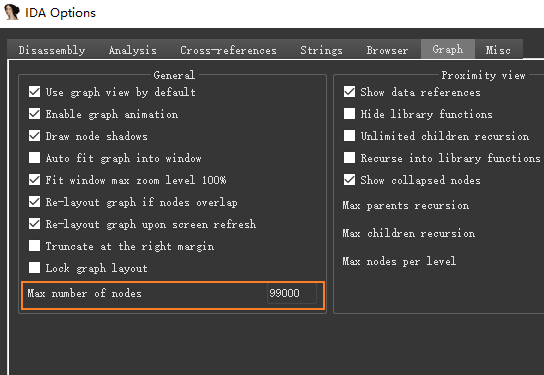 IDA Options
Disassembly Analysis Cross-references Strings Browser Graph Misc
General
Use graph view by default
Enable graph animation
Draw node shadows
Auto fit graph into window
Fit window max zoom level 100%
Re-layout graph if nodes overlap
Re-layout graph upon screen refresh
Truncate at the right margin
Lock graph layout
Max number of nodes 99000
Proximity view
Show data references
Hide library functions
Unlimited children recursion
Recurse into library functions
Show collapsed nodes
Max parents recursion
Max children recursion
Max nodes per level